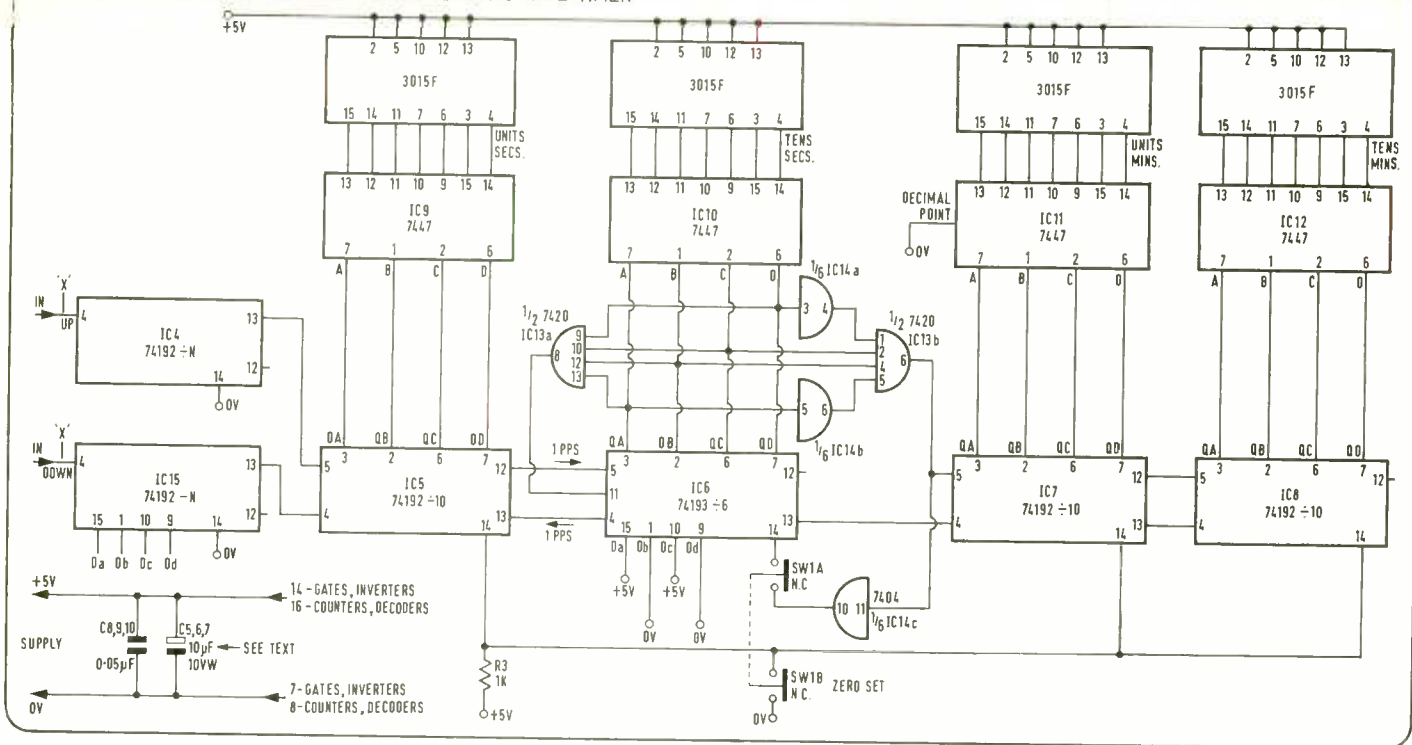 +5V
2 5 10 12 13
3015F
15 14 11 7 6 3 4
UNITS
SECS.
13 12 11 10 9 15 14
IC9
7447
7 1 2 6
A B C D
2 5 10 12 13
3015F
15 14 11 7 6 3 4
TENS
SECS.
13 12 11 10 9 15 14
IC10
7447
7 1 2 6
A B C D
2 5 10 12 13
3015F
15 14 11 7 6 3 4
UNITS
MINS.
DECIMAL
POINT
0V
13 12 11 10 9 15 14
IC11
7447
7 1 2 6
A B C D
2 5 10 12 13
3015F
15 14 11 7 6 3 4
TENS
MINS.
13 12 11 10 9 15 14
IC12
7447
7 1 2 6
A B C D
IN
'X'
UP
4
IC4
74192 ÷N
13
12
14
0V
IN
'X'
DOWN
4
IC15
74192 -N
13
12
15 1 10 9 14
Da Db Dc Dd
0V
1/2 7420
IC13a
8
9
10
12
13
1/6 IC14a
3 4
1/2 7420
IC13b
1
2
4
5
6
5 6
1/6 IC14b
QA QB QC QD
3 2 6 7
5
4
IC5
74192 ÷10
12
13
14
1 PPS
1 PPS
QA QB QC QD
3 2 6 7
5
11
4
IC6
74193 ÷6
12
13
15 1 10 9 14
Da Db Dc Dd
+5V +5V
0V 0V
QA QB QC QD
3 2 6 7
5
4
IC7
74192 ÷10
12
13
14
QA QB QC QD
3 2 6 7
5
4
IC8
74192 ÷10
12
14
SW1A
N.C
10 11
7404
1/6 IC14c
SW1B
N.C.
ZERO SET
0V
R3
1K
+5V
+5V
14-GATES, INVERTERS
16-COUNTERS, DECODERS
SUPPLY
C8,9,10
0·05µF
C5,6,7
10µF
10VW
SEE TEXT
0V
7-GATES, INVERTERS
8-COUNTERS, DECODERS